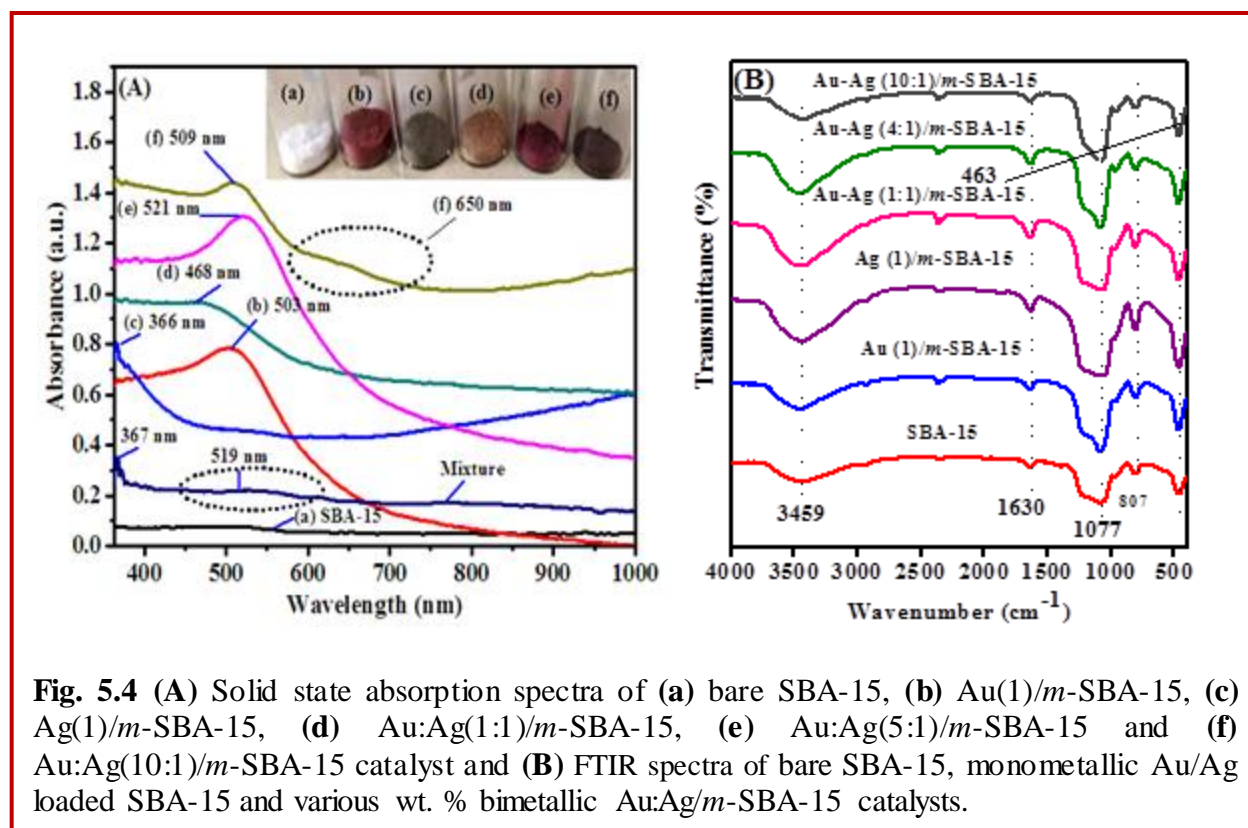 (A)
(a) (b) (c) (d) (e) (f)
(f) 509 nm
(e) 521 nm
(f) 650 nm
(d) 468 nm
(b) 503 nm
(c) 366 nm
367 nm
519 nm
Mixture
(a) SBA-15
Absorbance (a.u.)
1.8
1.6
1.4
1.2
1.0
0.8
0.6
0.4
0.2
0.0
400 500 600 700 800 900 1000
Wavelength (nm)
(B)
Au-Ag (10:1)/m-SBA-15
Au-Ag (4:1)/m-SBA-15
463
Au-Ag (1:1)/m-SBA-15
Ag (1)/m-SBA-15
Au (1)/m-SBA-15
SBA-15
3459
1630
1077
807
Transmittance (%)
4000 3500 3000 2500 2000 1500 1000 500
Wavenumber (cm-1)
Fig. 5.4 (A) Solid state absorption spectra of (a) bare SBA-15, (b) Au(1)/m-SBA-15, (c)
Ag(1)/m-SBA-15, (d) Au:Ag(1:1)/m-SBA-15, (e) Au:Ag(5:1)/m-SBA-15 and (f)
Au:Ag(10:1)/m-SBA-15 catalyst and (B) FTIR spectra of bare SBA-15, monometallic Au/Ag
loaded SBA-15 and various wt. % bimetallic Au:Ag/m-SBA-15 catalysts.